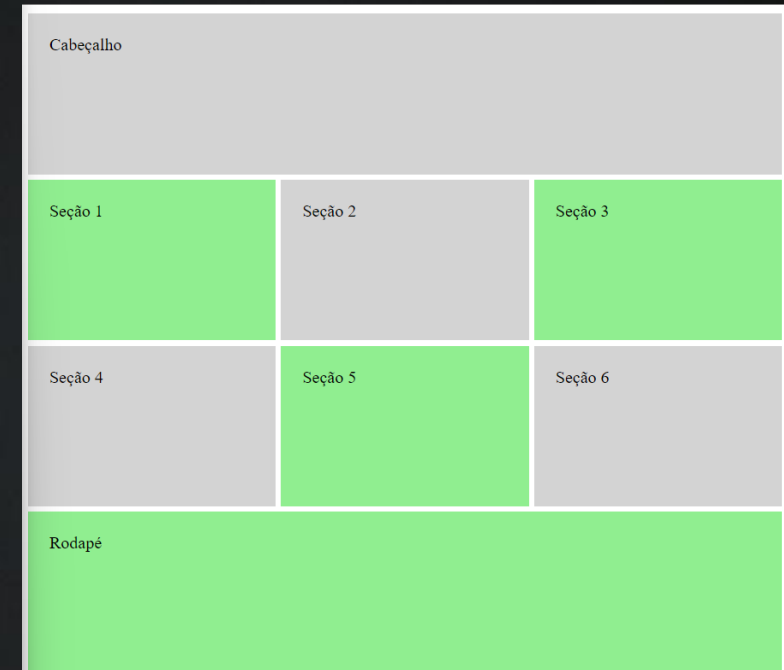 Cabeçalho
Seção 1
Seção 2
Seção 3
Seção 4
Seção 5
Seção 6
Rodapé